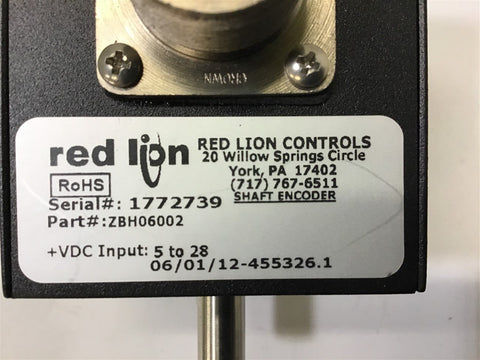 red lion RED LION CONTROLS
20 Willow Springs Circle
York, PA 17402
RoHS (717) 767-6511
Serial#: 1772739 SHAFT ENCODER
Part#:ZBH06002
+VDC Input: 5 to 28
06/01/12-455326.1